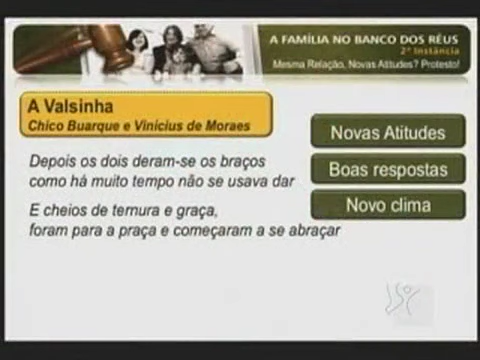 A FAMÍLIA NO BANCO DOS RÉUS
2ª Instância
Mesma Relação, Novas Atitudes? Protesto!
A Valsinha
Chico Buarque e Vinícius de Moraes
Depois os dois deram-se os braços
como há muito tempo não se usava dar
E cheios de ternura e graça,
foram para a praça e começaram a se abraçar
Novas Atitudes
Boas respostas
Novo clima